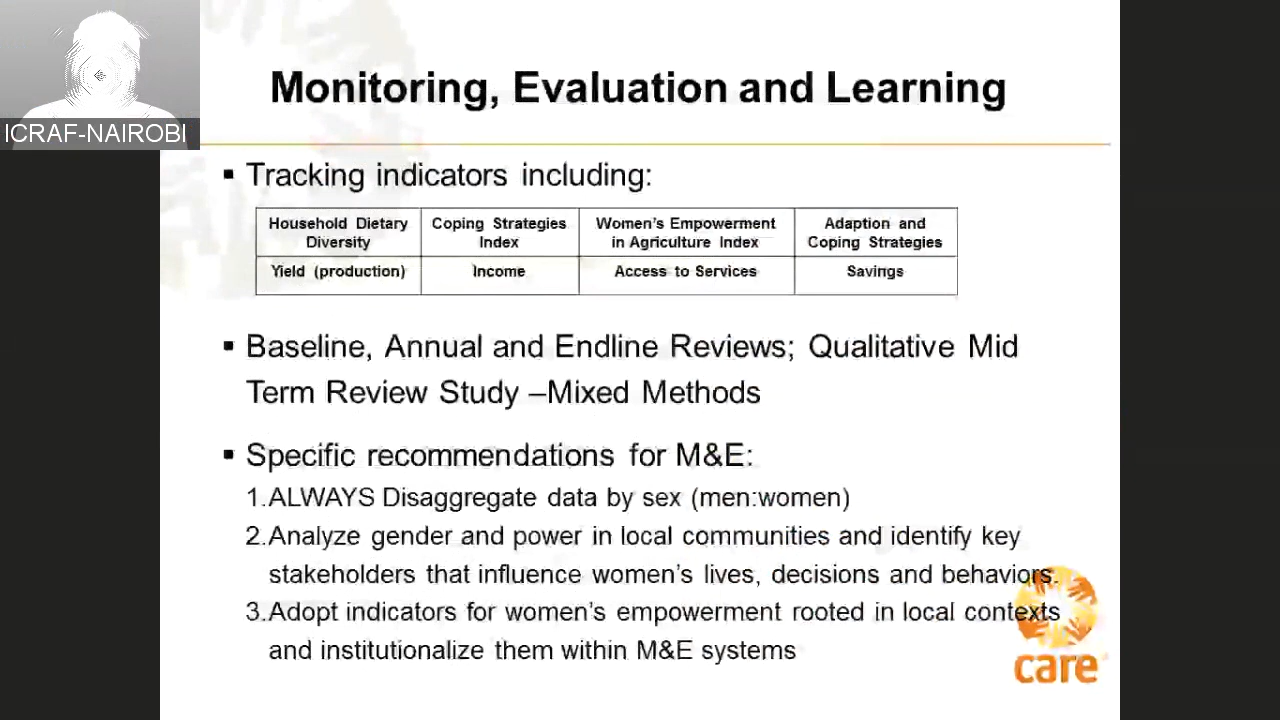 ICRAF-NAIROBI
Monitoring, Evaluation and Learning
▪ Tracking indicators including:
Household Dietary Diversity | Coping Strategies Index | Women's Empowerment in Agriculture Index | Adaption and Coping Strategies
Yield (production) | Income | Access to Services | Savings
▪ Baseline, Annual and Endline Reviews; Qualitative Mid
Term Review Study –Mixed Methods
▪ Specific recommendations for M&E:
1.ALWAYS Disaggregate data by sex (men:women)
2.Analyze gender and power in local communities and identify key
stakeholders that influence women's lives, decisions and behaviors.
3.Adopt indicators for women's empowerment rooted in local contexts
and institutionalize them within M&E systems
care